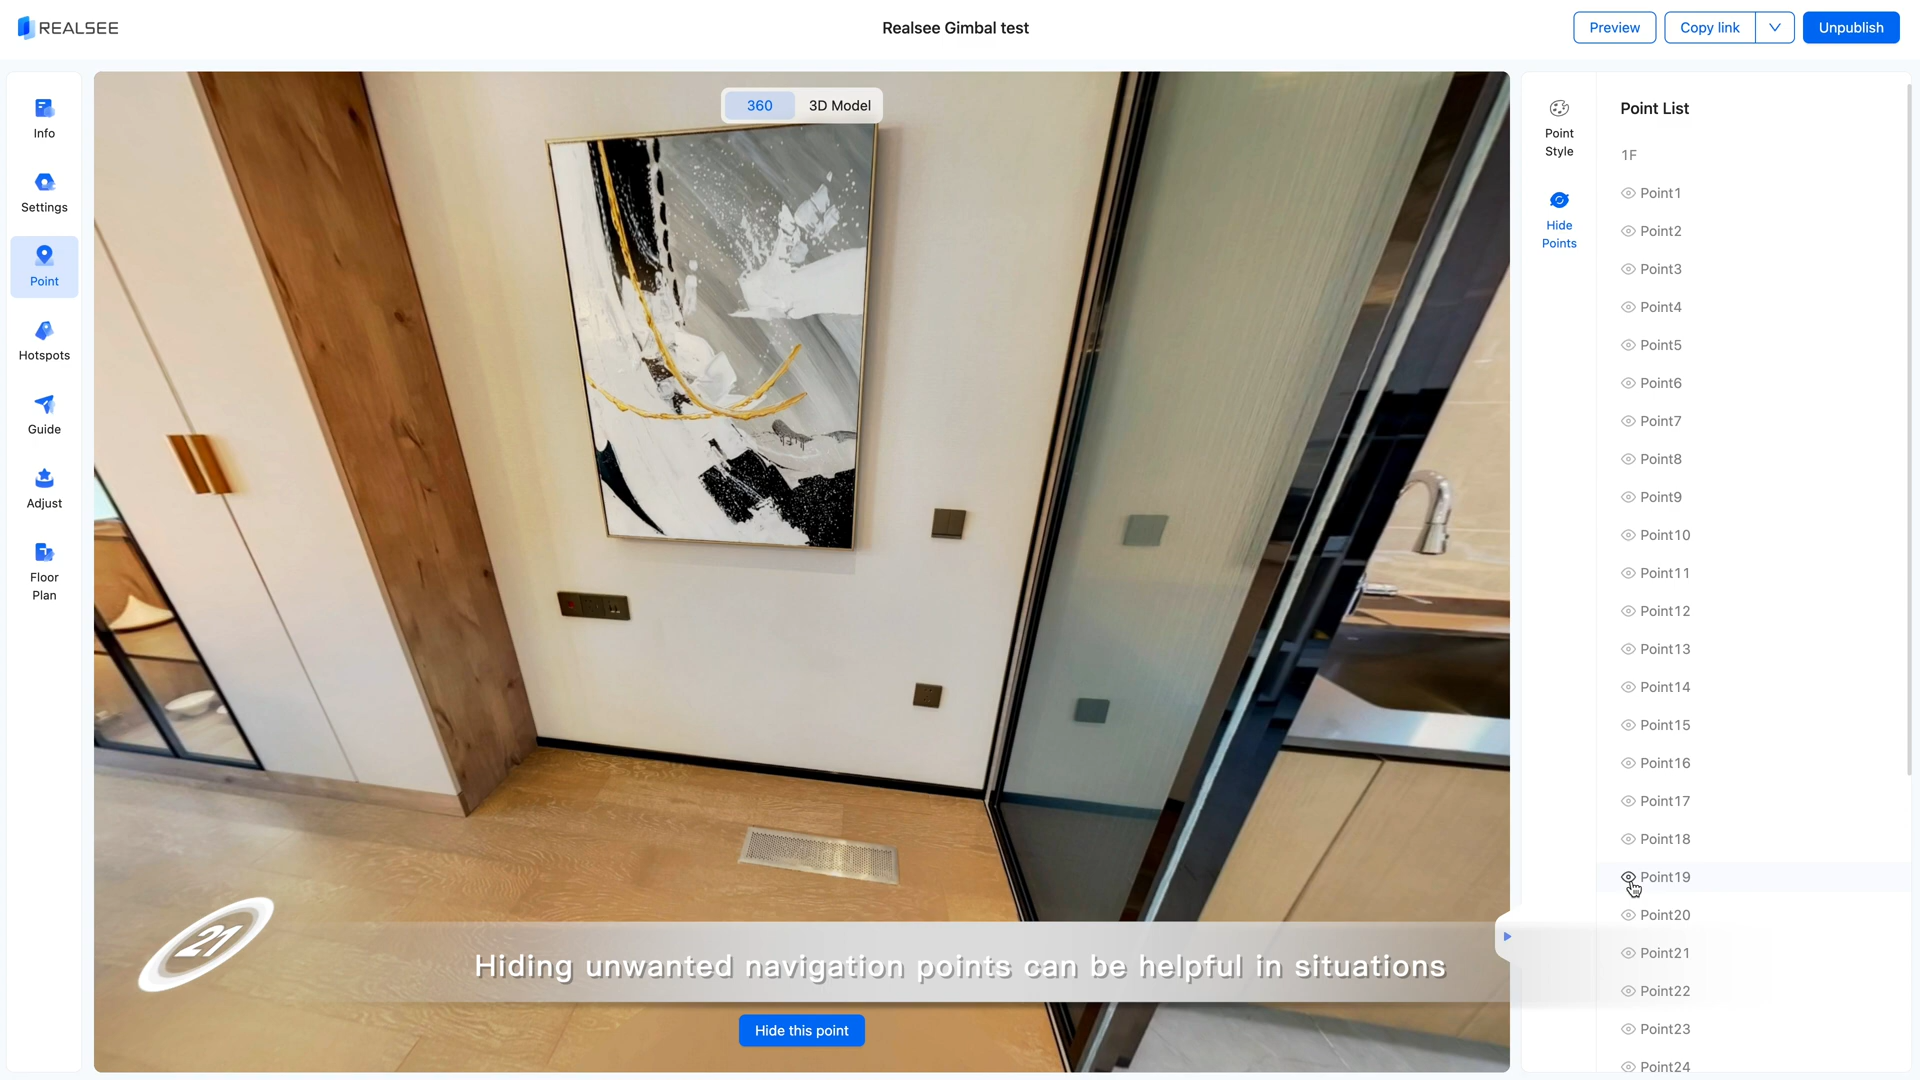 REALSEE
Realsee Gimbal test
Preview
Copy link
Unpublish
Info
Settings
Point
Hotspots
Guide
Adjust
Floor
Plan
360
3D Model
21
Hiding unwanted navigation points can be helpful in situations
Hide this point
Point
Style
Hide
Points
Point List
1F
Point1
Point2
Point3
Point4
Point5
Point6
Point7
Point8
Point9
Point10
Point11
Point12
Point13
Point14
Point15
Point16
Point17
Point18
Point19
Point20
Point21
Point22
Point23
Point24